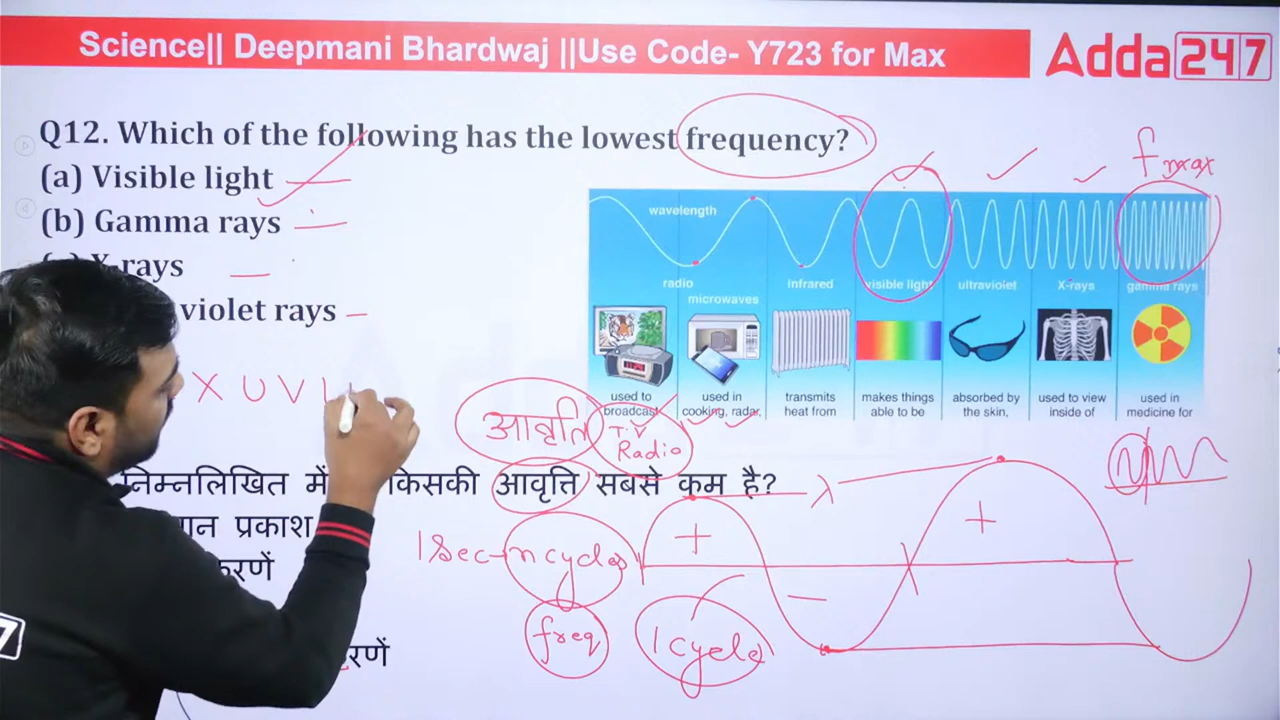 Science|| Deepmani Bhardwaj ||Use Code- Y723 for Max
Adda247
Q12. Which of the following has the lowest frequency?
(a) Visible light
(b) Gamma rays
X-rays
violet rays
f max
wavelength
radio
microwaves
infrared
visible light
ultraviolet
X-rays
gamma rays
used to
broadcast
used in
cooking, radar,
transmits
heat from
makes things
able to be
absorbed by
the skin,
used to view
inside of
used in
medicine for
X U V
आवृत्ति
T.V
Radio
निम्नलिखित में
किसकी आवृत्ति सबसे कम है?
प्रकाश
λ
+
+
1 Sec-n cycles
freq
1 cycle
7